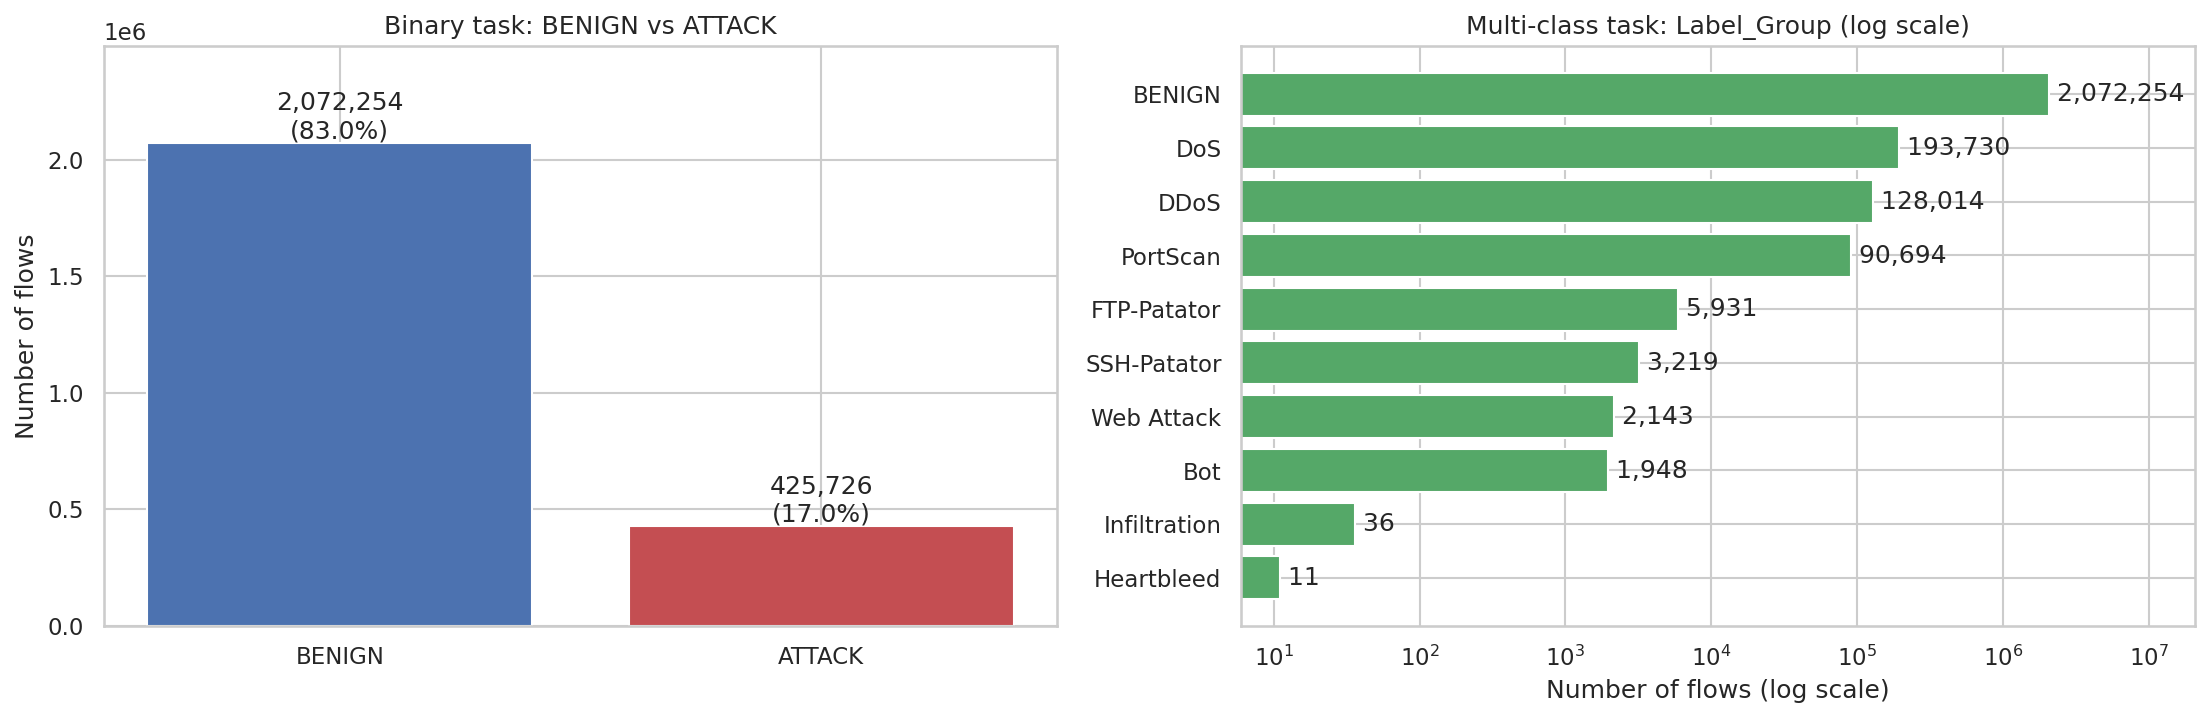 Binary task: BENIGN vs ATTACK
1e6
Number of flows
2.0
1.5
1.0
0.5
0.0
2,072,254
(83.0%)
425,726
(17.0%)
BENIGN
ATTACK
Multi-class task: Label_Group (log scale)
BENIGN 2,072,254
DoS 193,730
DDoS 128,014
PortScan 90,694
FTP-Patator 5,931
SSH-Patator 3,219
Web Attack 2,143
Bot 1,948
Infiltration 36
Heartbleed 11
10¹ 10² 10³ 10⁴ 10⁵ 10⁶ 10⁷
Number of flows (log scale)